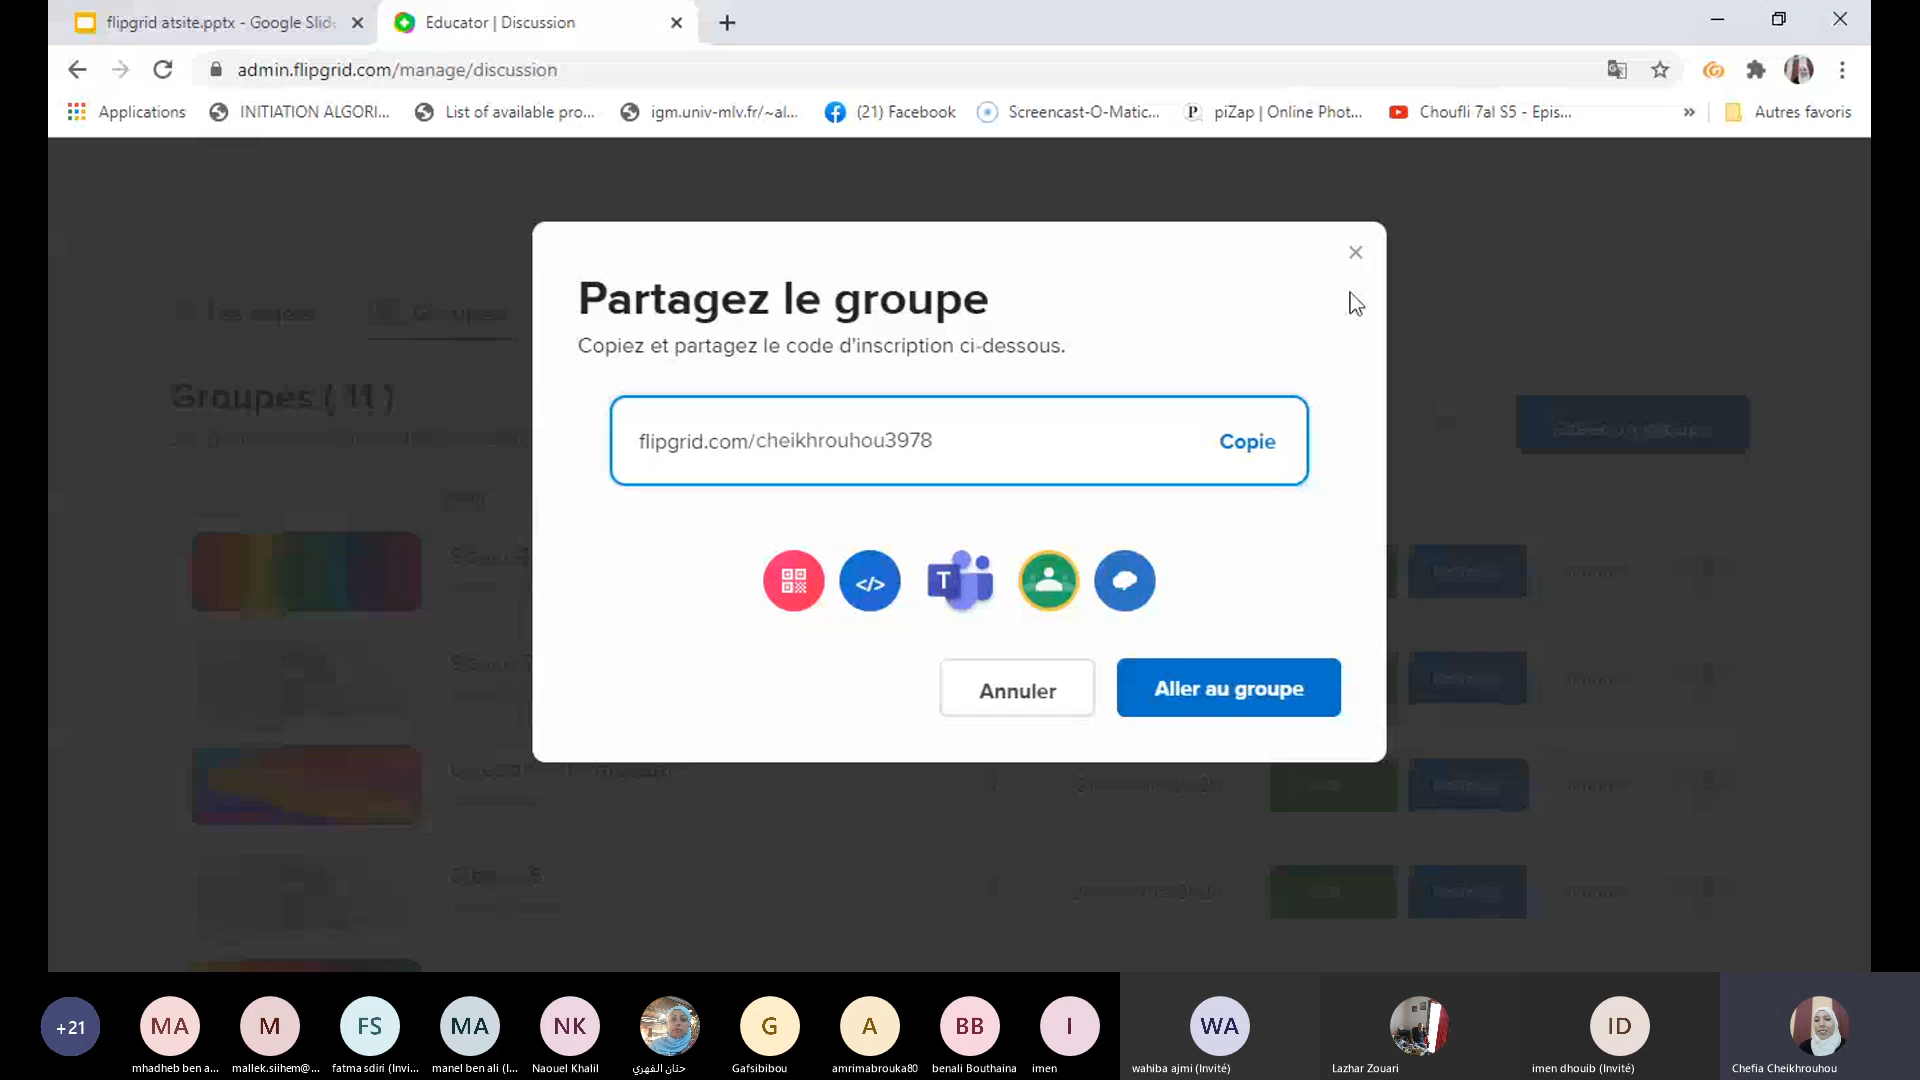 flipgrid atsite.pptx - Google Slid
Educator | Discussion
admin.flipgrid.com/manage/discussion
Applications
INITIATION ALGORI...
List of available pro...
igm.univ-mlv.fr/~al...
(21) Facebook
Screencast-O-Matic...
piZap | Online Phot...
Choufli 7al S5 - Epis...
»
Autres favoris
Partagez le groupe
Copiez et partagez le code d'inscription ci-dessous.
flipgrid.com/cheikhrouhou3978
Copie
</>
T
Annuler
Aller au groupe
Groupes
Groupes ( 11 )
+21
MA
M
FS
MA
NK
G
A
BB
I
WA
ID
mhadheb ben a...
mallek.siihem@...
fatma sdiri (Invi...
manel ben ali (I...
Naouel Khalil
حنان الفهري
Gafsibibou
amrimabrouka80
benali Bouthaina
imen
wahiba ajmi (Invité)
Lazhar Zouari
imen dhouib (Invité)
Chefia Cheikhrouhou